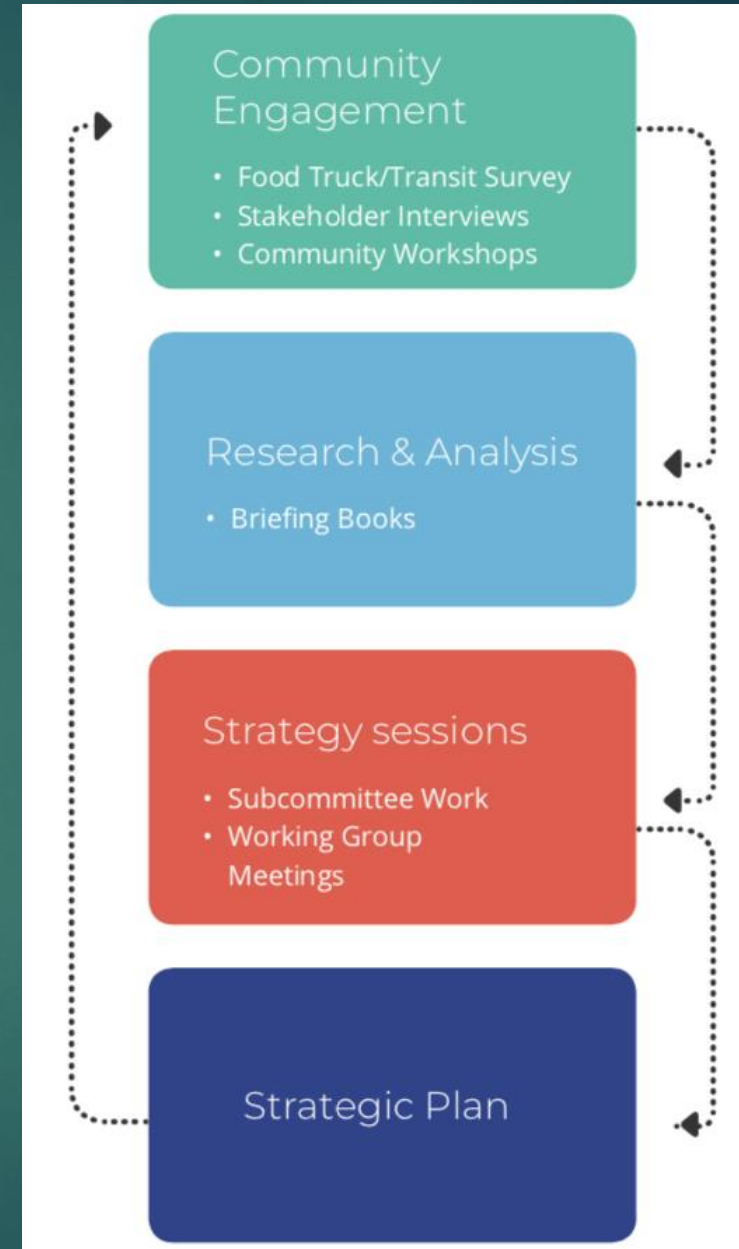 Community
Engagement
• Food Truck/Transit Survey
• Stakeholder Interviews
• Community Workshops
Research & Analysis
• Briefing Books
Strategy sessions
• Subcommittee Work
• Working Group
Meetings
Strategic Plan